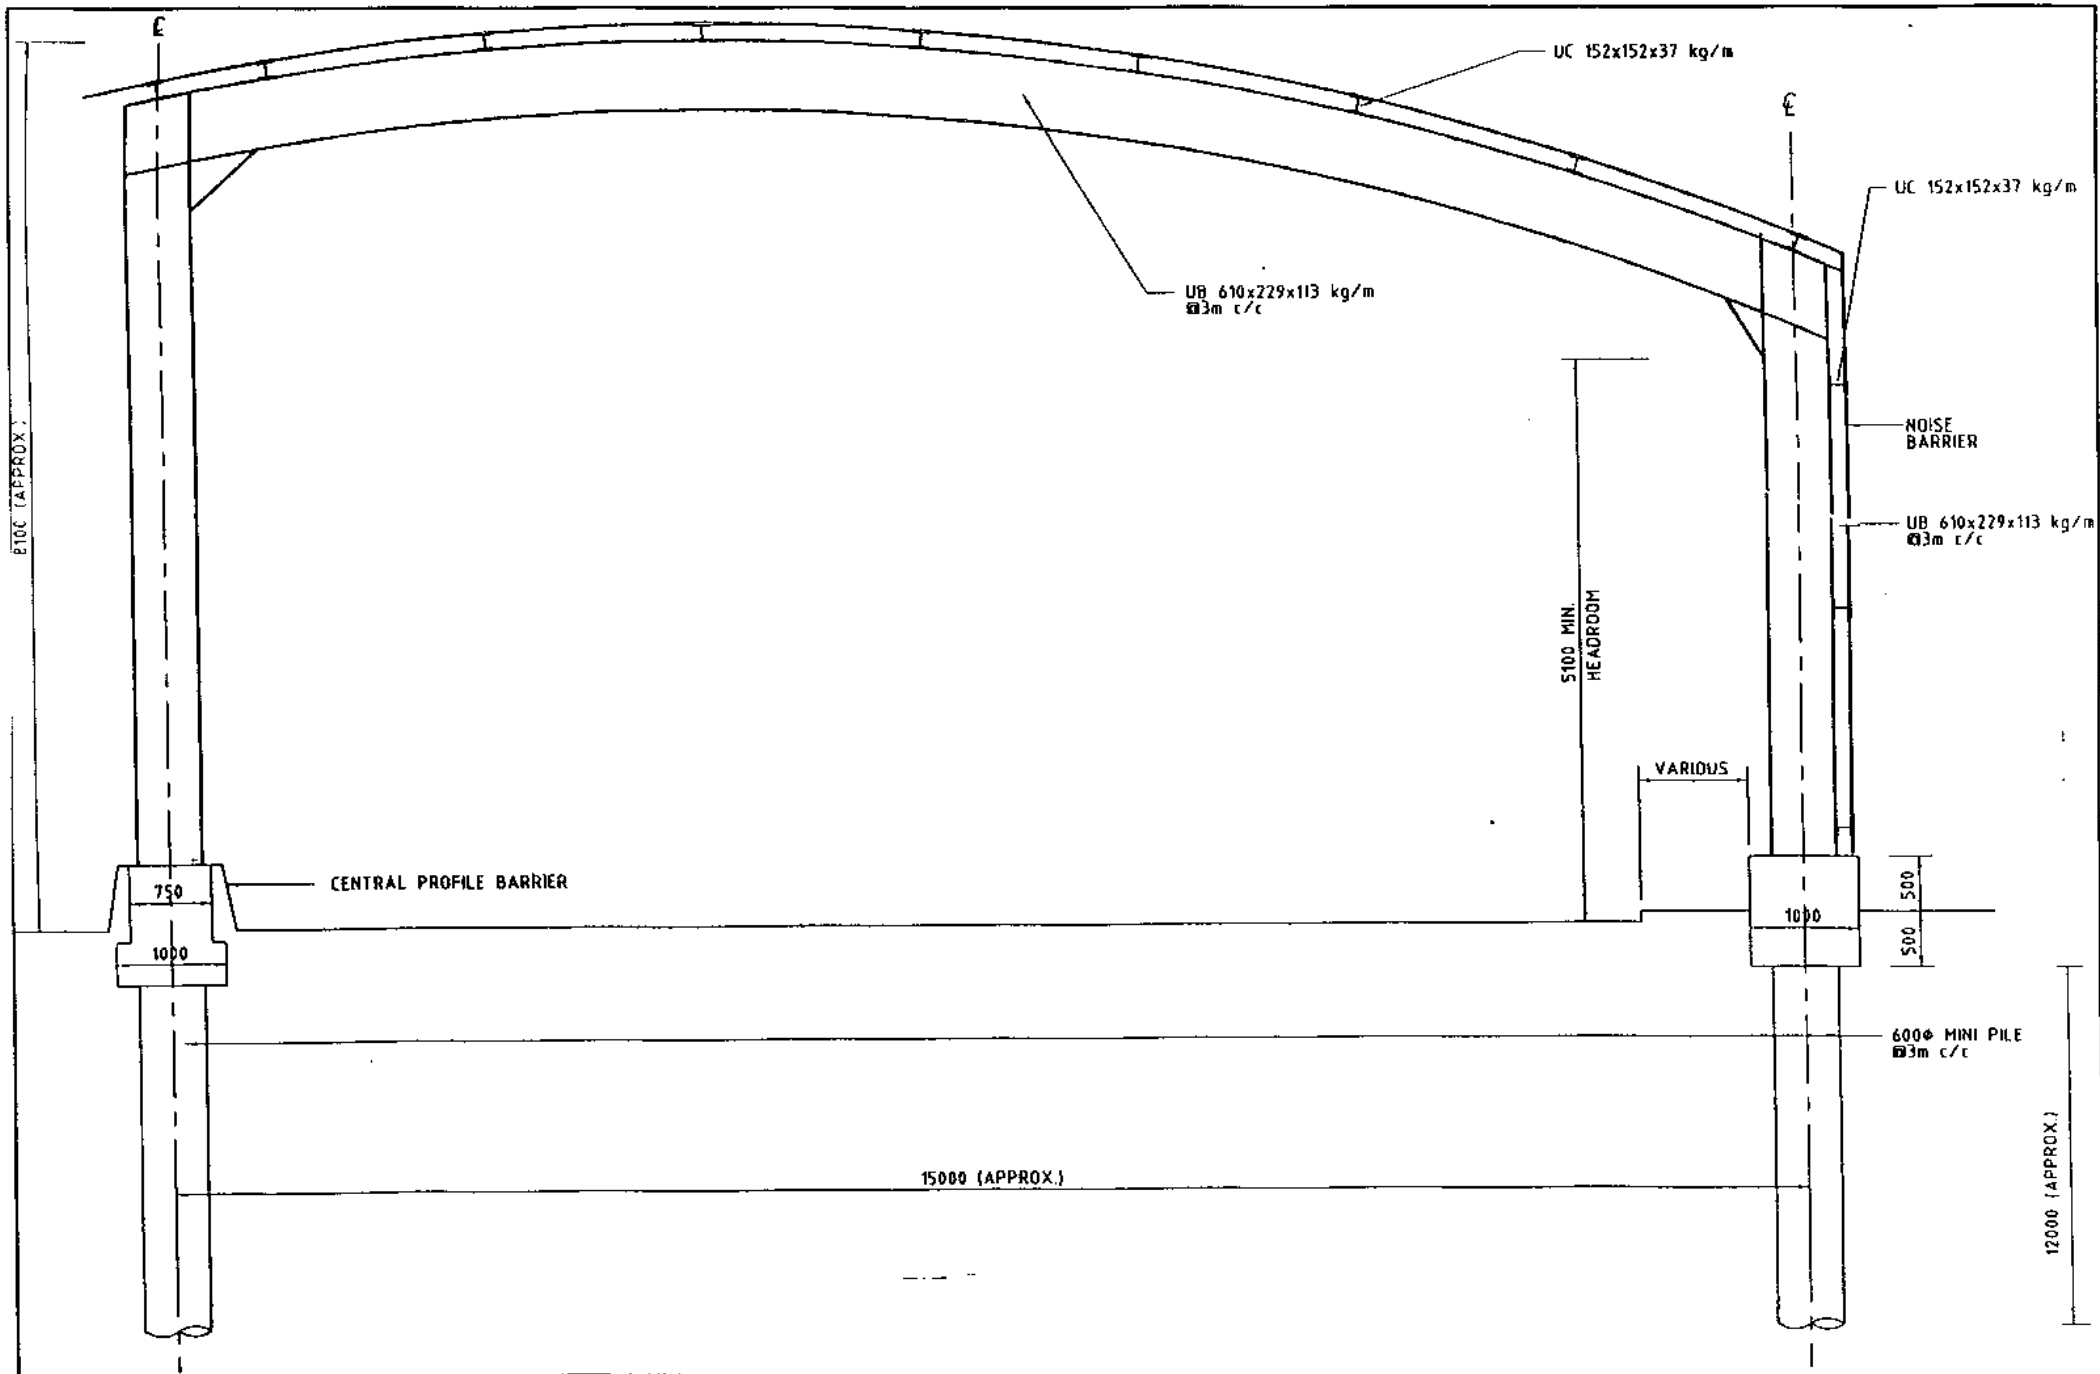 ℄
UC 152x152x37 kg/m
℄
UC 152x152x37 kg/m
UB 610x229x113 kg/m
@3m c/c
8100 (APPROX.)
NOISE
BARRIER
UB 610x229x113 kg/m
@3m c/c
5100 MIN.
HEADROOM
VARIOUS
750
CENTRAL PROFILE BARRIER
500
1000
500
1000
600ϕ MINI PILE
@3m c/c
15000 (APPROX.)
12000 (APPROX.)